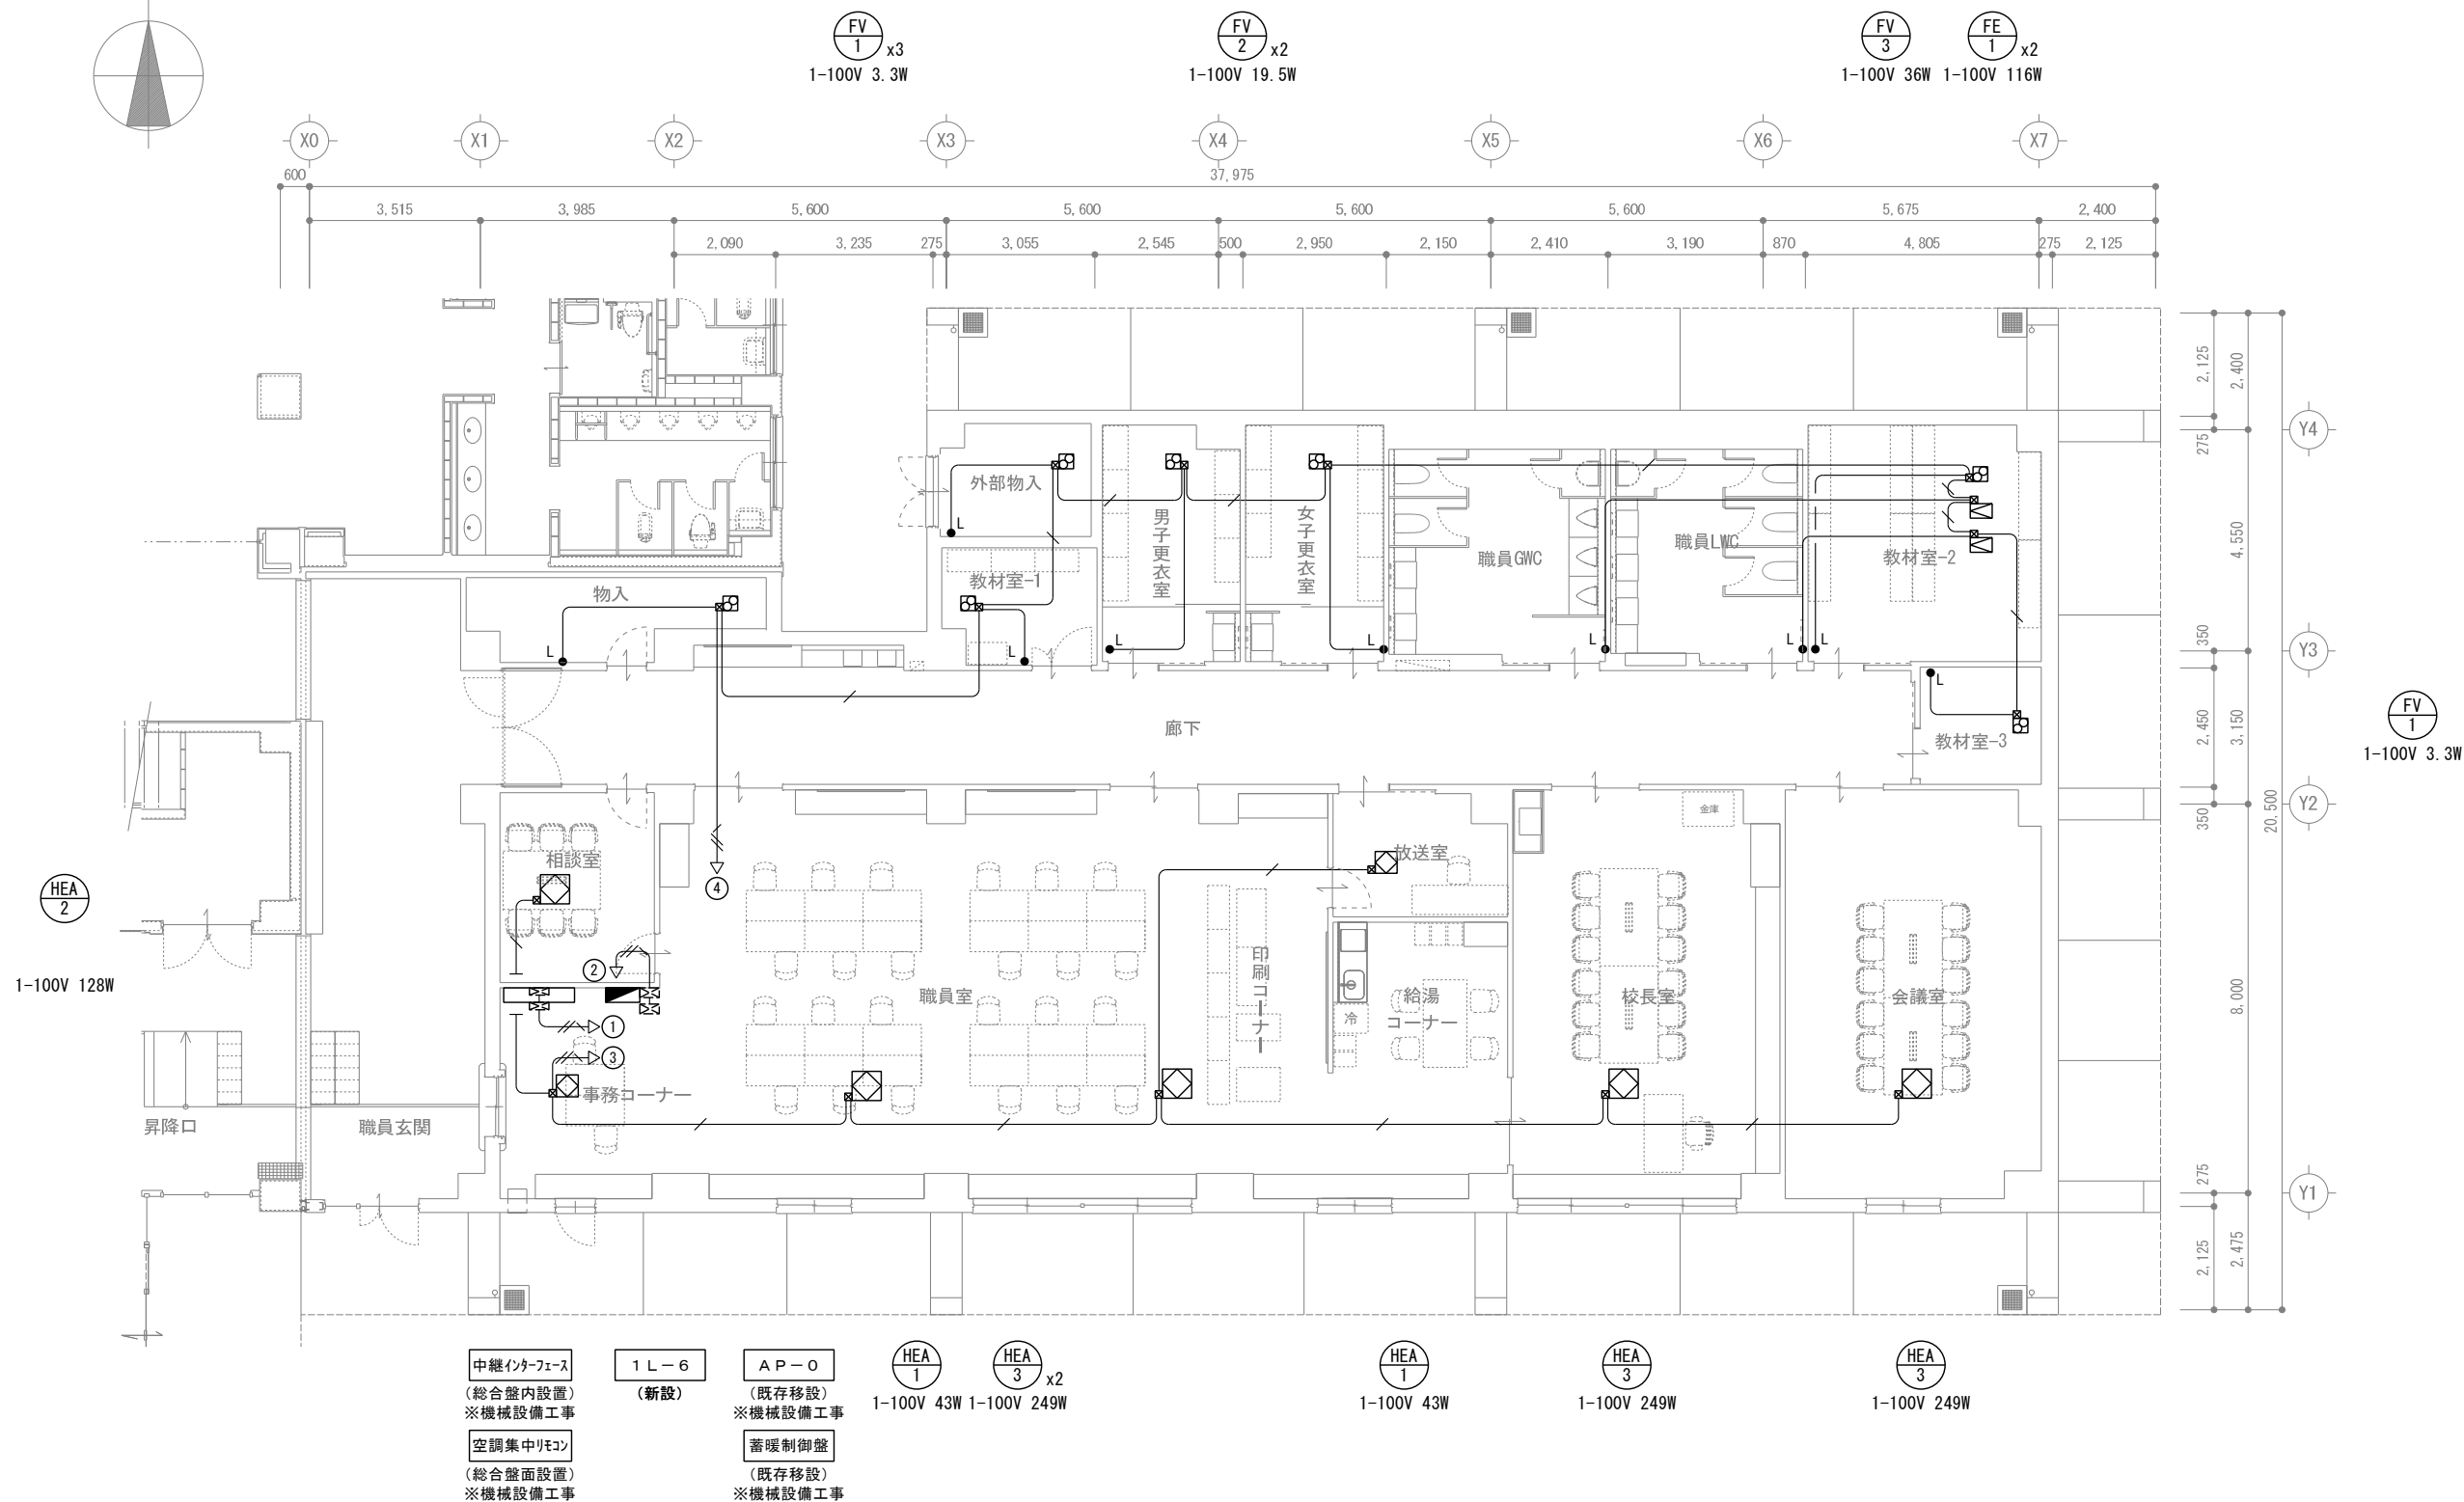 FV
1
x3
1-100V 3.3W
FV
2
x2
1-100V 19.5W
FV
3
1-100V 36W
FE
1
x2
1-100V 116W
X0
X1
X2
X3
X4
X5
X6
X7
600
37,975
3,515
3,985
5,600
5,600
5,600
5,600
5,675
2,400
2,090
3,235
275
3,055
2,545
500
2,950
2,150
2,410
3,190
870
4,805
275
2,125
2,125
2,400
Y4
275
外部物入
男子更衣室
女子更衣室
職員GWC
職員LWC
教材室-2
4,550
L
物入
教材室-1
L
L
L
L
L
L
L
350
Y3
L
廊下
教材室-3
2,450
3,150
FV
1
1-100V 3.3W
Y2
350
20,500
金庫
相談室
放送室
4
HEA
2
1-100V 128W
2
職員室
印刷コーナー
給湯
コーナー
冷
校長室
会議室
8,000
1
3
事務コーナー
昇降口
職員玄関
275
Y1
2,125
2,475
中継インターフェース
(総合盤内設置)
※機械設備工事
1L-6
(新設)
AP-0
(既存移設)
※機械設備工事
HEA
1
1-100V 43W
HEA
3
x2
1-100V 249W
HEA
1
1-100V 43W
HEA
3
1-100V 249W
HEA
3
1-100V 249W
空調集中リモコン
(総合盤面設置)
※機械設備工事
蓄暖制御盤
(既存移設)
※機械設備工事